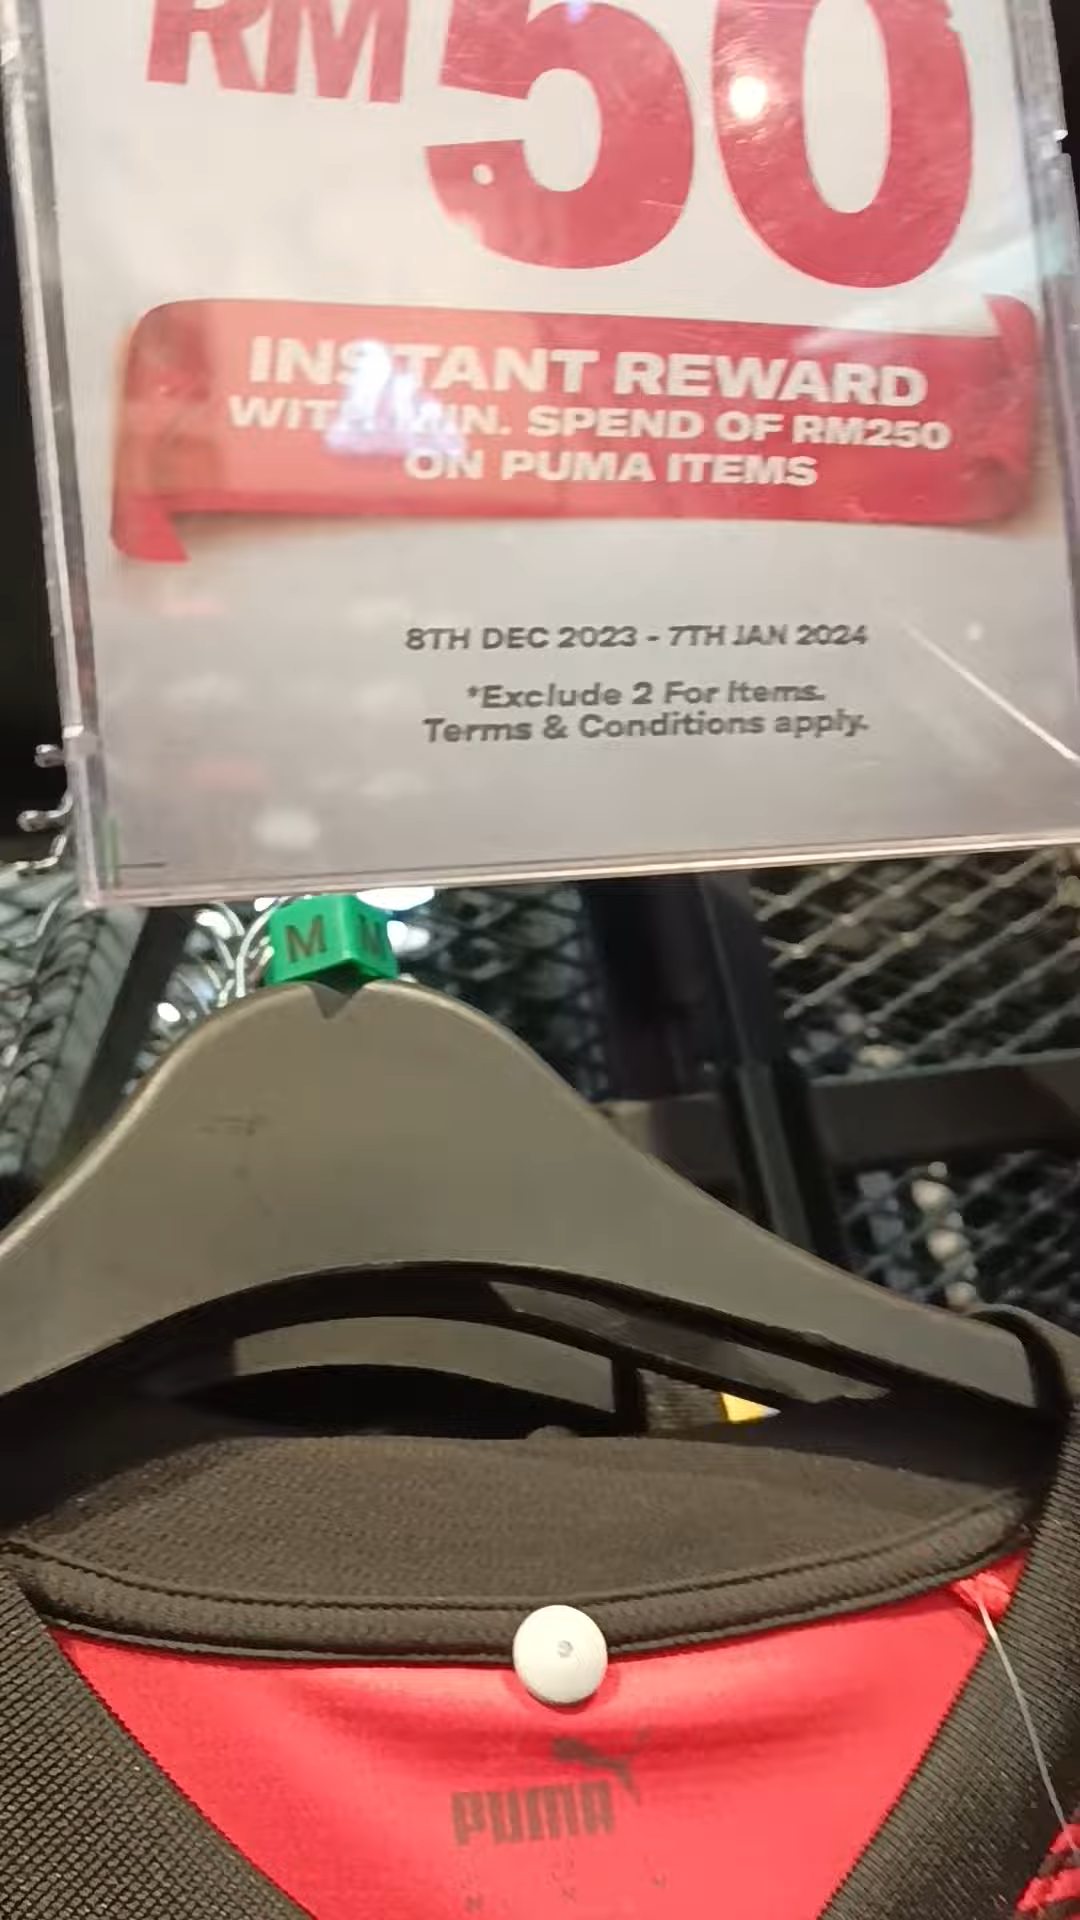 RM50
INSTANT REWARD
WITH MIN. SPEND OF RM250
ON PUMA ITEMS
8TH DEC 2023 - 7TH JAN 2024
*Exclude 2 For Items.
Terms & Conditions apply.
M M
PUMA